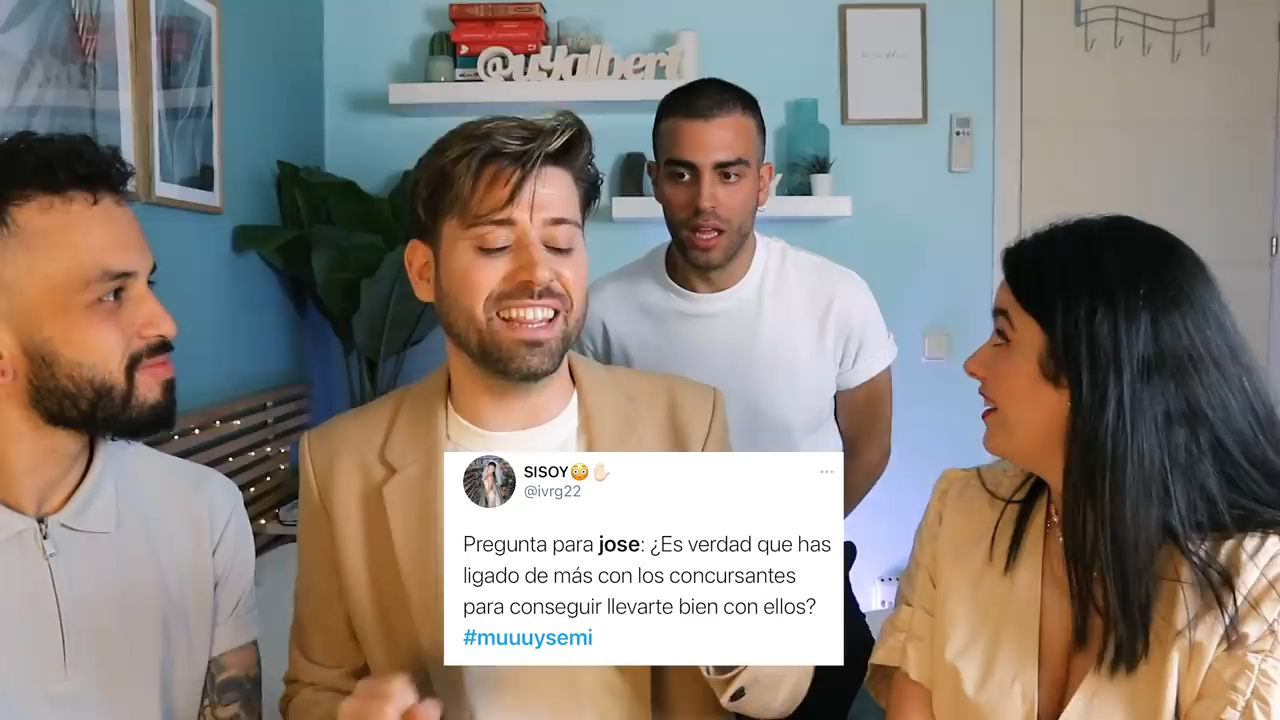 @uyalbert
SISOY😳✋🏻
@ivrg22
Pregunta para jose: ¿Es verdad que has
ligado de más con los concursantes
para conseguir llevarte bien con ellos?
#muuuysemi